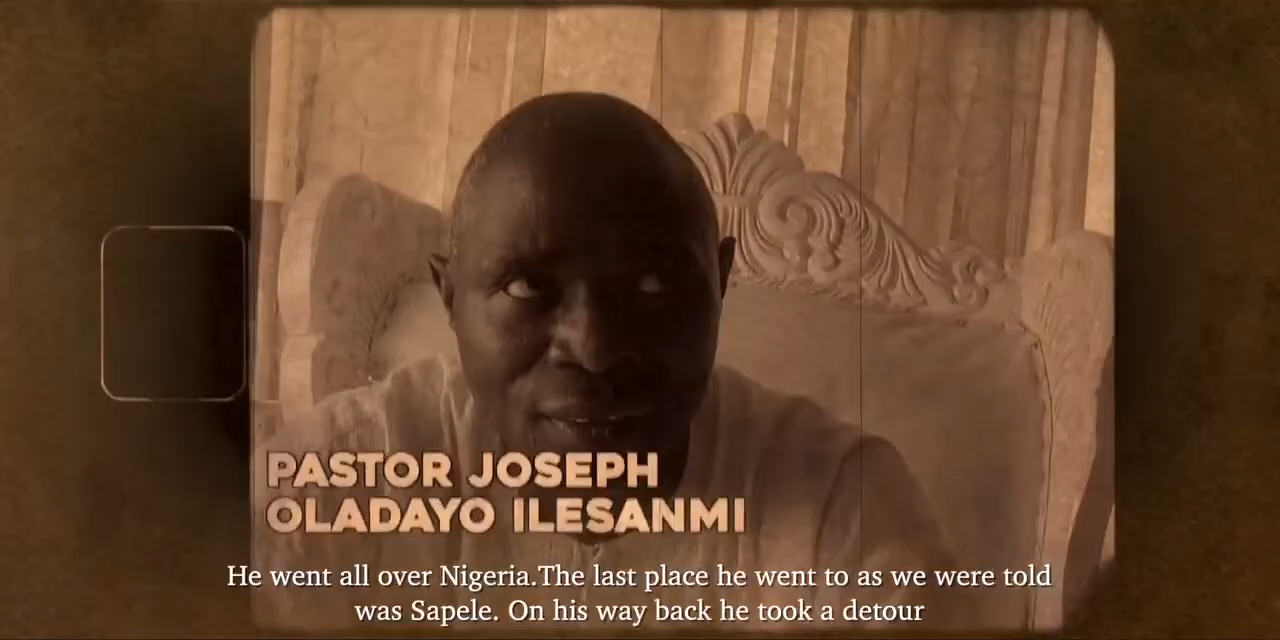 PASTOR JOSEPH
OLADAYO ILESANMI
He went all over Nigeria.The last place he went to as we were told
was Sapele. On his way back he took a detour